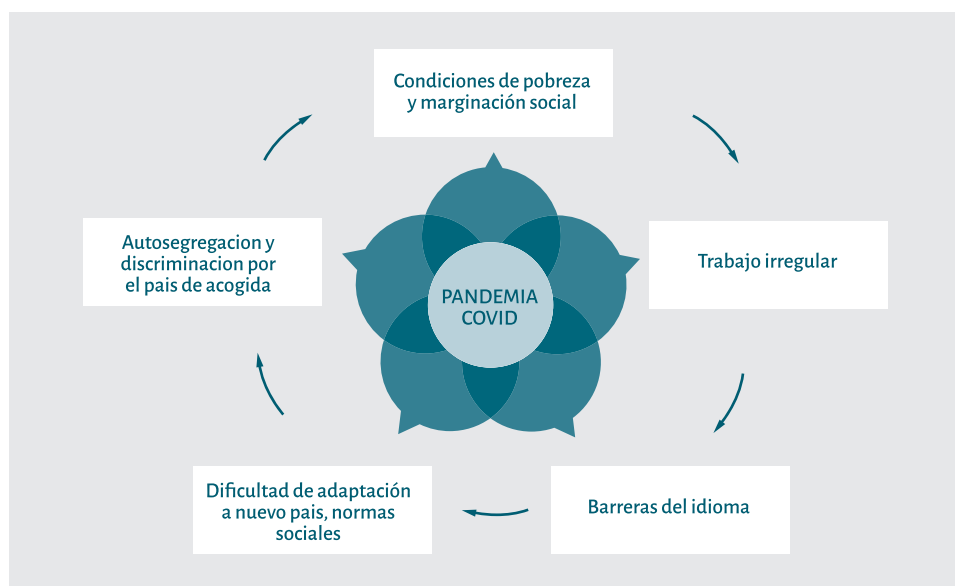 Condiciones de pobreza
y marginación social
Trabajo irregular
Barreras del idioma
Dificultad de adaptación
a nuevo pais, normas
sociales
Autosegregacion y
discriminacion por
el pais de acogida
PANDEMIA
COVID